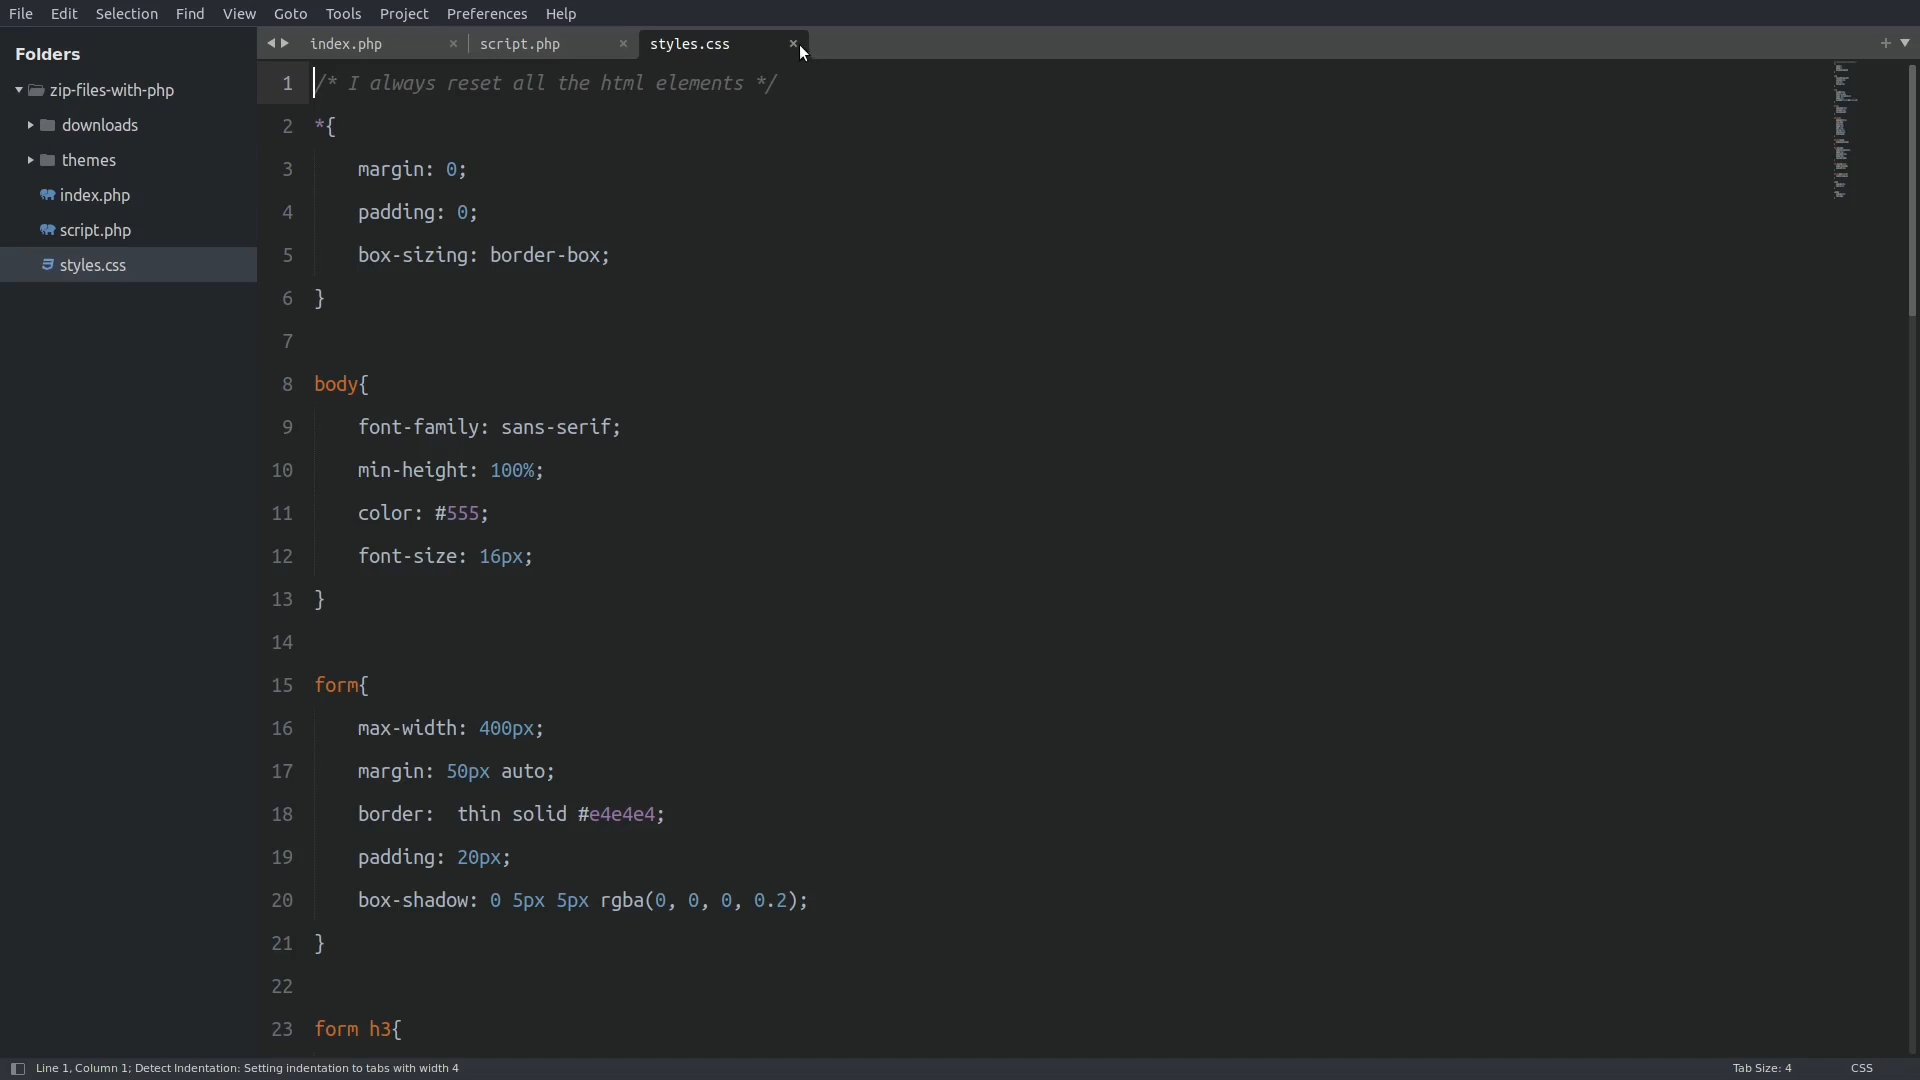 File Edit Selection Find View Goto Tools Project Preferences Help
Folders
zip-files-with-php
downloads
themes
index.php
script.php
styles.css
index.php × script.php × styles.css ×
1 /* I always reset all the html elements */
2 *{
3     margin: 0;
4     padding: 0;
5     box-sizing: border-box;
6 }
7
8 body{
9     font-family: sans-serif;
10     min-height: 100%;
11     color: #555;
12     font-size: 16px;
13 }
14
15 form{
16     max-width: 400px;
17     margin: 50px auto;
18     border:  thin solid #e4e4e4;
19     padding: 20px;
20     box-shadow: 0 5px 5px rgba(0, 0, 0, 0.2);
21 }
22
23 form h3{
Line 1, Column 1; Detect Indentation: Setting indentation to tabs with width 4
Tab Size: 4 CSS